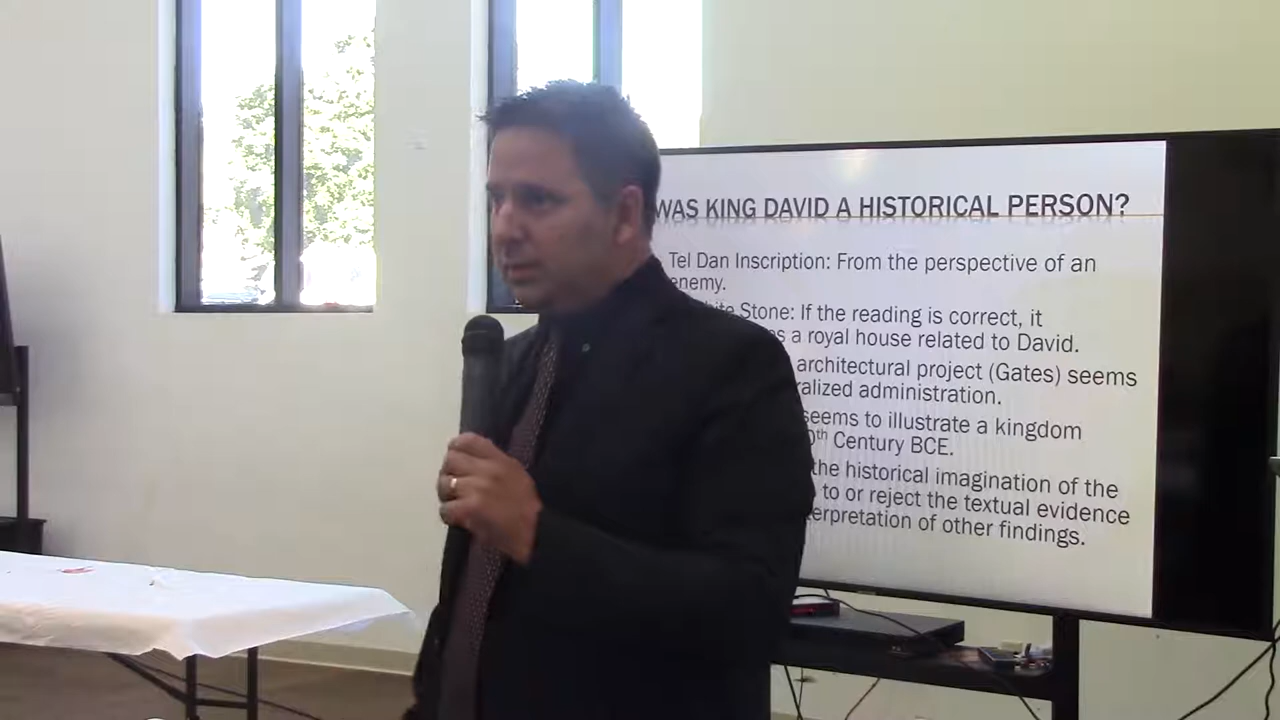 WAS KING DAVID A HISTORICAL PERSON?
Tel Dan Inscription: From the perspective of an
enemy.
Stone: If the reading is correct, it
a royal house related to David.
architectural project (Gates) seems
administration.
seems to illustrate a kingdom
Century BCE.
the historical imagination of the
to or reject the textual evidence
of other findings.